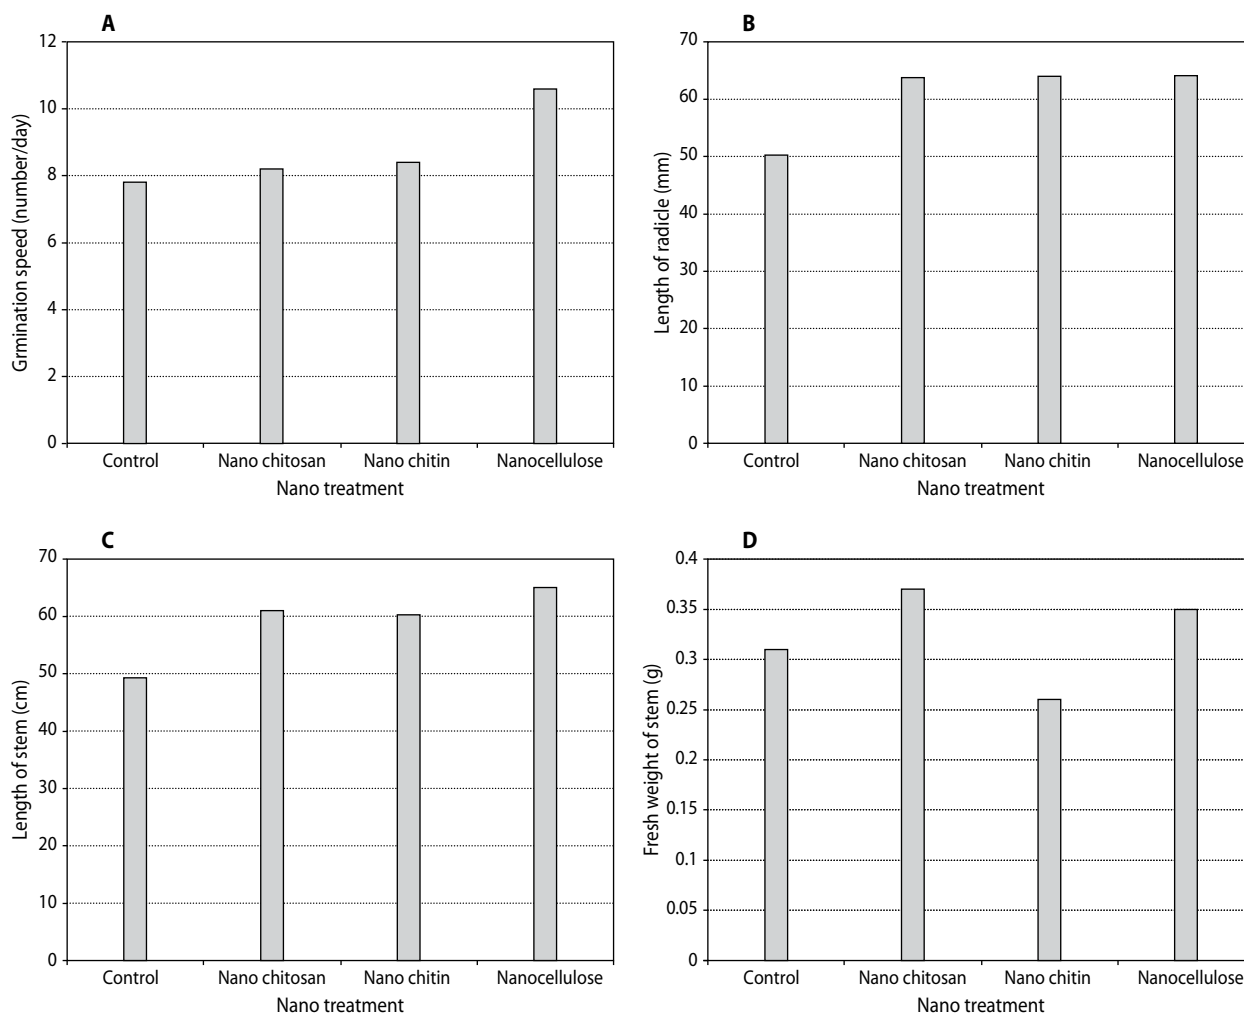 A
12
10
8
6
4
2
0
Grmination speed (number/day)
Control Nano chitosan Nano chitin Nanocellulose
Nano treatment
B
70
60
50
40
30
20
10
0
Length of radicle (mm)
Control Nano chitosan Nano chitin Nanocellulose
Nano treatment
C
70
60
50
40
30
20
10
0
Length of stem (cm)
Control Nano chitosan Nano chitin Nanocellulose
Nano treatment
D
0.4
0.35
0.3
0.25
0.2
0.15
0.1
0.05
0
Fresh weight of stem (g)
Control Nano chitosan Nano chitin Nanocellulose
Nano treatment